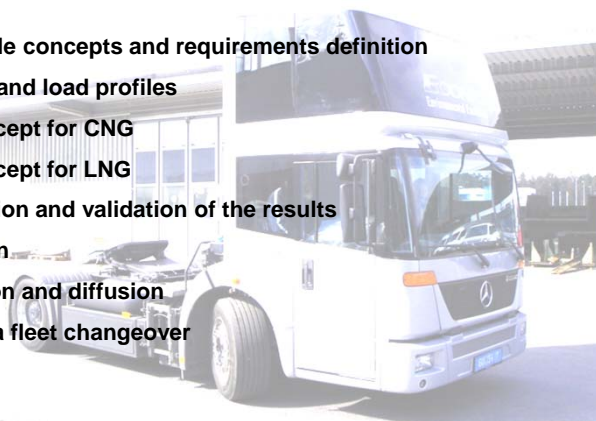 le concepts and requirements definition
and load profiles
cept for CNG
cept for LNG
on and validation of the results
n
on and diffusion
a fleet changeover